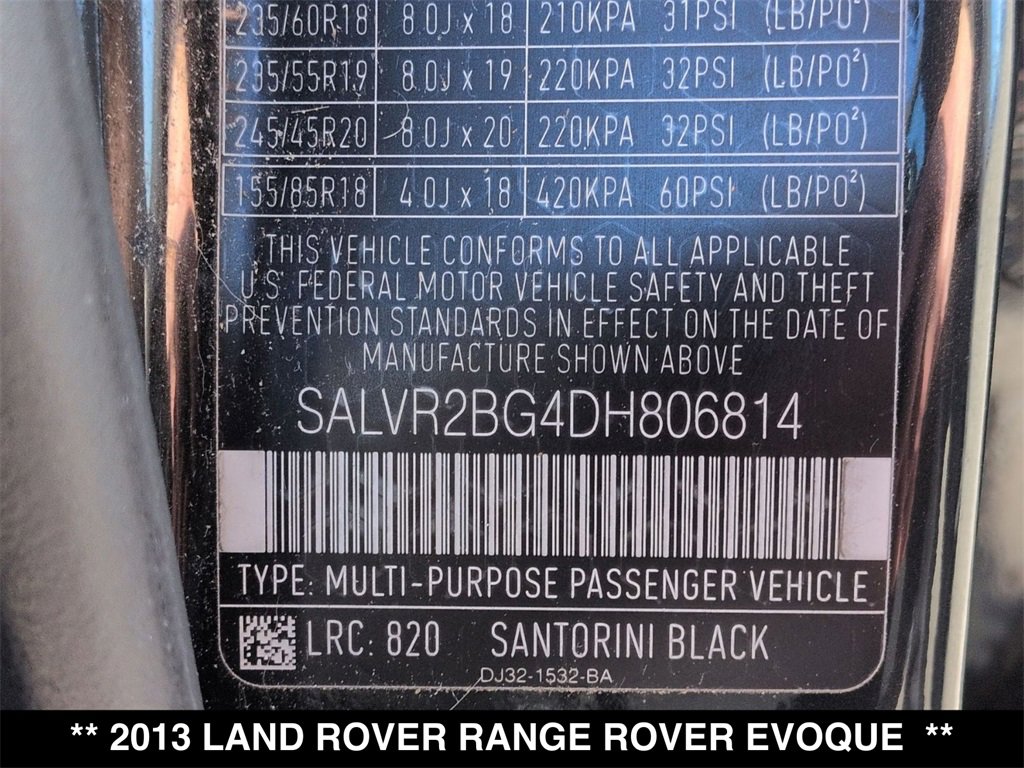 235/60R18 8.0J x 18 210KPA 31PSI (LB/PO²)
235/55R19 8.0J x 19 220KPA 32PSI (LB/PO²)
245/45R20 8.0J x 20 220KPA 32PSI (LB/PO²)
155/85R18 4.0J x 18 420KPA 60PSI (LB/PO²)
THIS VEHICLE CONFORMS TO ALL APPLICABLE
U.S. FEDERAL MOTOR VEHICLE SAFETY AND THEFT
PREVENTION STANDARDS IN EFFECT ON THE DATE OF
MANUFACTURE SHOWN ABOVE
SALVR2BG4DH806814
TYPE: MULTI-PURPOSE PASSENGER VEHICLE
LRC: 820 SANTORINI BLACK
DJ32-1532-BA
** 2013 LAND ROVER RANGE ROVER EVOQUE **